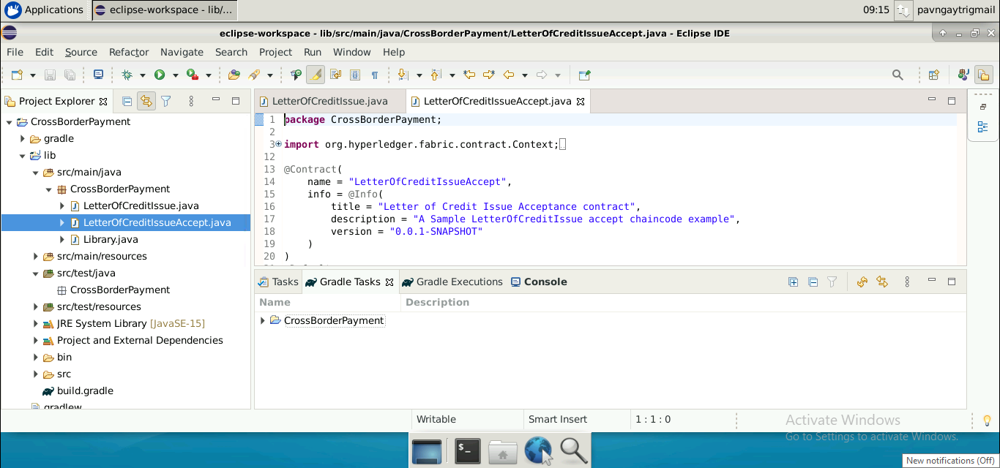 Applications eclipse-workspace - lib/... 09:15 pavngaytrigmail
eclipse-workspace - lib/src/main/java/CrossBorderPayment/LetterOfCreditIssueAccept.java - Eclipse IDE
File Edit Source Refactor Navigate Search Project Run Window Help
Project Explorer
CrossBorderPayment
gradle
lib
src/main/java
CrossBorderPayment
LetterOfCreditIssue.java
LetterOfCreditIssueAccept.java
Library.java
src/main/resources
src/test/java
CrossBorderPayment
src/test/resources
JRE System Library [JavaSE-15]
Project and External Dependencies
bin
src
build.gradle
gradlew
LetterOfCreditIssue.java LetterOfCreditIssueAccept.java
1 package CrossBorderPayment;
2
3 import org.hyperledger.fabric.contract.Context;
12
13 @Contract(
14 name = "LetterOfCreditIssueAccept",
15 info = @Info(
16 title = "Letter of Credit Issue Acceptance contract",
17 description = "A Sample LetterOfCreditIssue accept chaincode example",
18 version = "0.0.1-SNAPSHOT"
19 )
20 )
Tasks Gradle Tasks Gradle Executions Console
Name Description
CrossBorderPayment
Writable Smart Insert 1 : 1 : 0
Activate Windows
Go to Settings to activate Windows.
New notifications (Off)